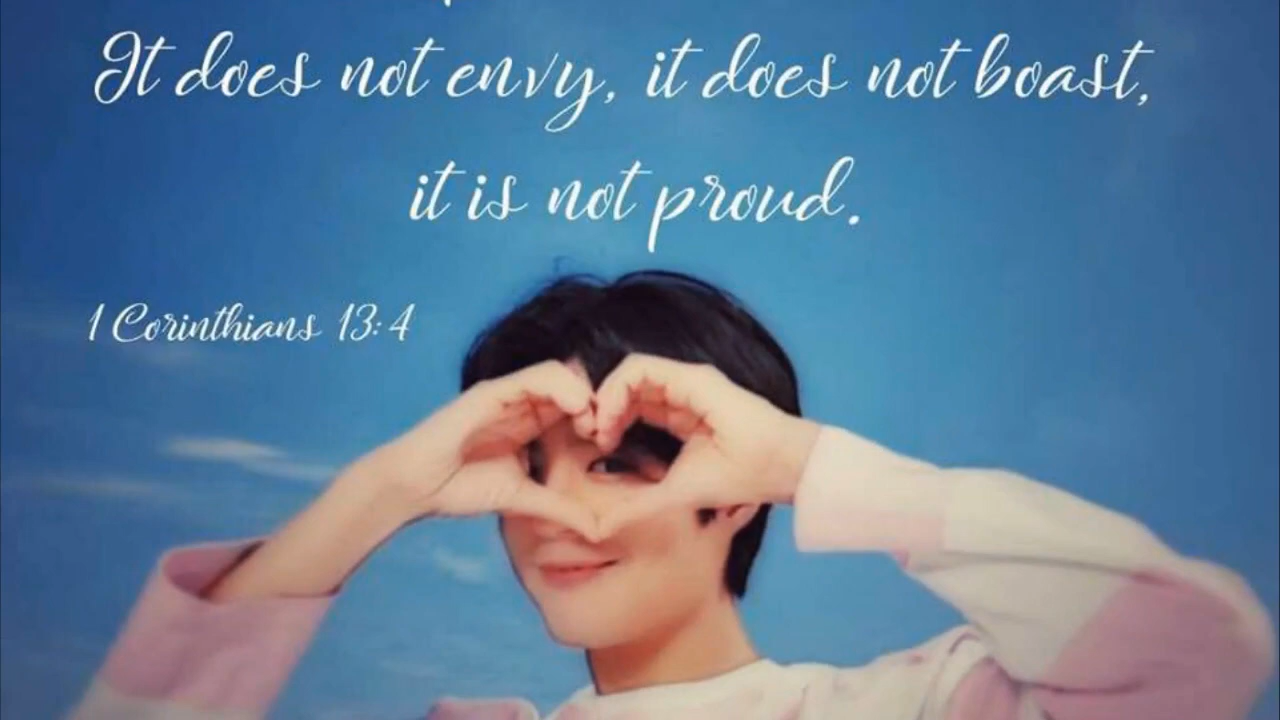 It does not envy, it does not boast,
it is not proud.
1 Corinthians 13:4